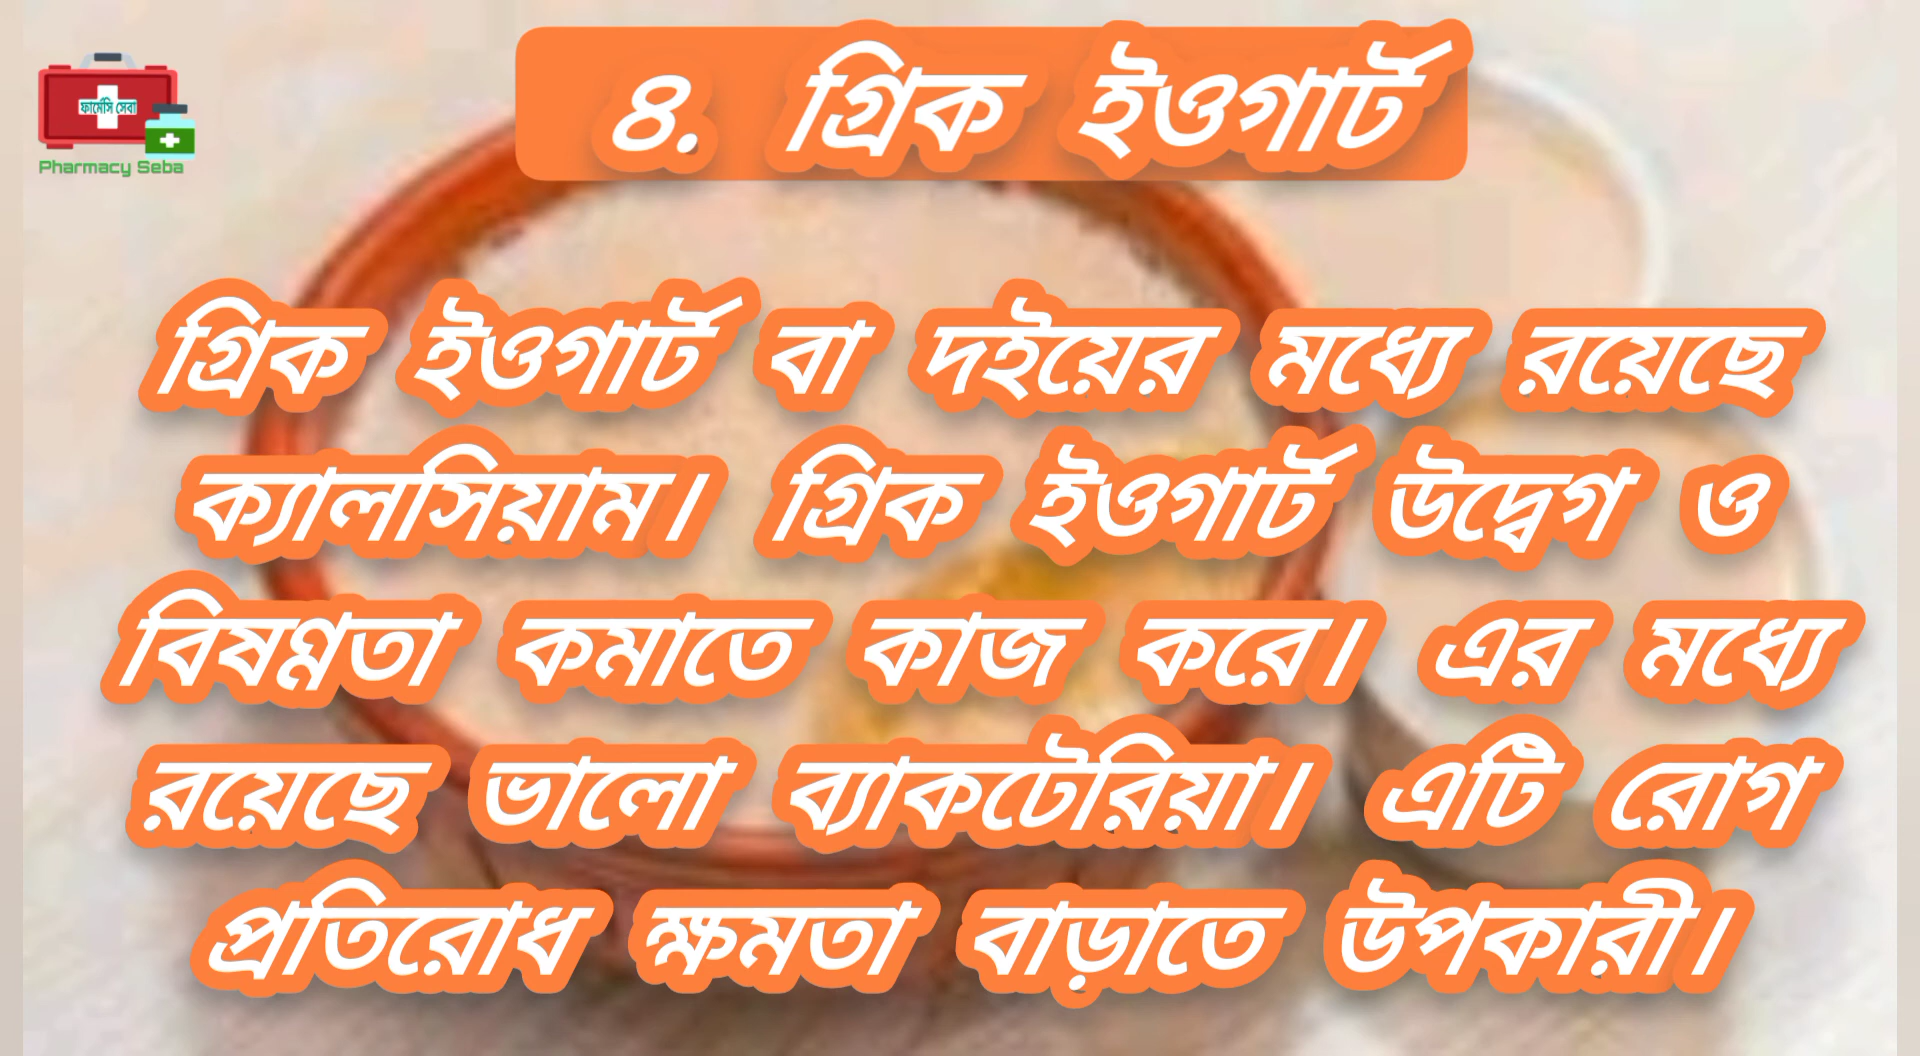 ফার্মেসি সেবা
Pharmacy Seba
৪. গ্রিক ইওগার্ট
গ্রিক ইওগার্ট বা দইয়ের মধ্যে রয়েছে
ক্যালসিয়াম। গ্রিক ইওগার্ট উদ্বেগ ও
বিষণ্ণতা কমাতে কাজ করে। এর মধ্যে
রয়েছে ভালো ব্যাকটেরিয়া। এটি রোগ
প্রতিরোধ ক্ষমতা বাড়াতে উপকারী।